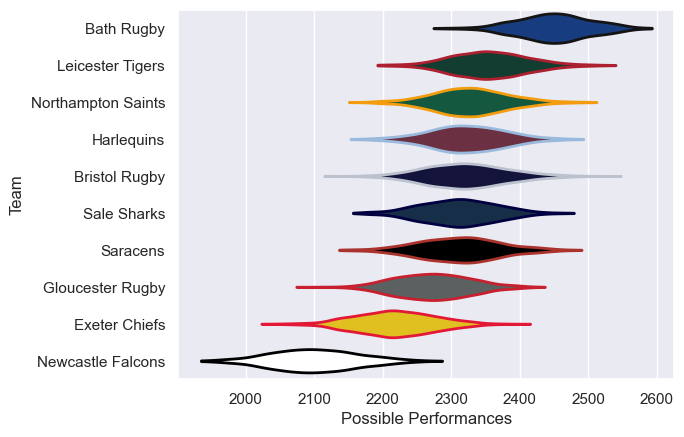 Bath Rugby
Leicester Tigers
Northampton Saints
Harlequins
Bristol Rugby
Sale Sharks
Saracens
Gloucester Rugby
Exeter Chiefs
Newcastle Falcons
Team
2000 2100 2200 2300 2400 2500 2600
Possible Performances